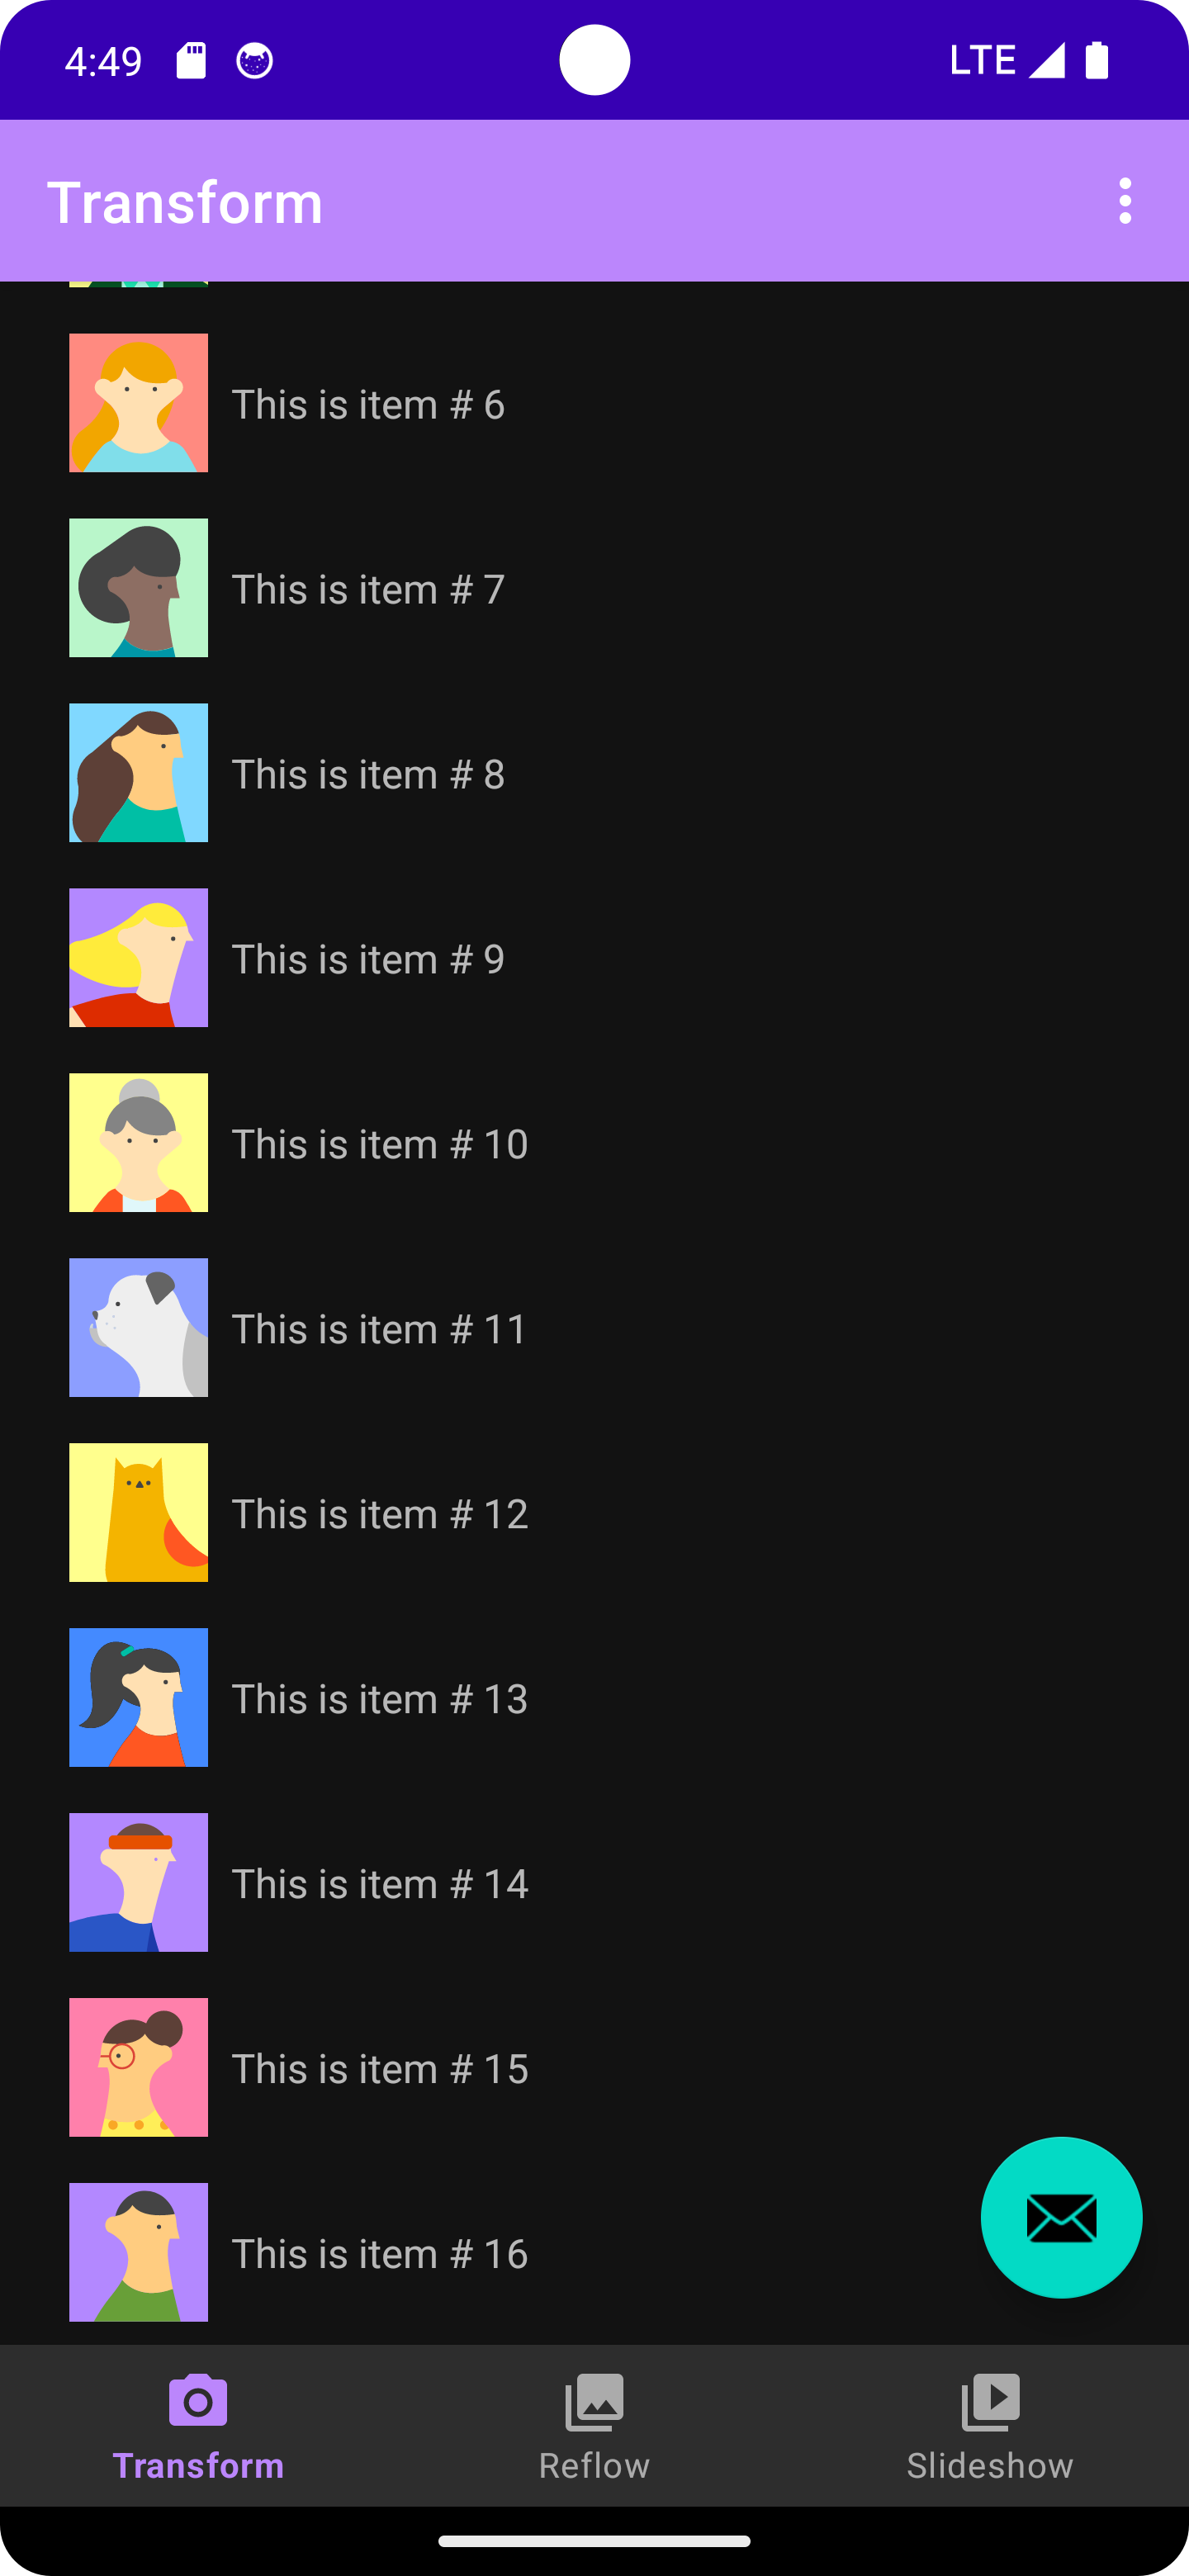 4:49 LTE
Transform
This is item # 6
This is item # 7
This is item # 8
This is item # 9
This is item # 10
This is item # 11
This is item # 12
This is item # 13
This is item # 14
This is item # 15
This is item # 16
Transform Reflow Slideshow